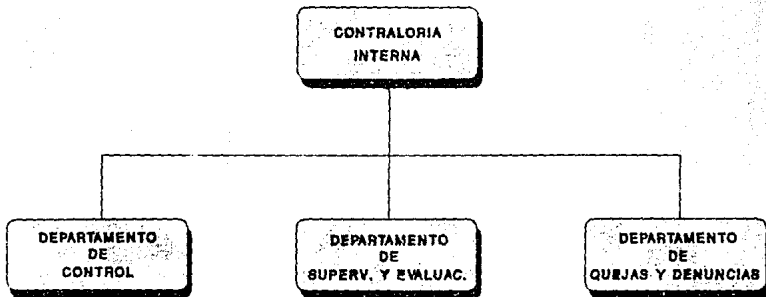 CONTRALORIA
INTERNA
DEPARTAMENTO
DE
CONTROL
DEPARTAMENTO
DE
SUPERV. Y EVALUAC.
DEPARTAMENTO
DE
QUEJAS Y DENUNCIAS